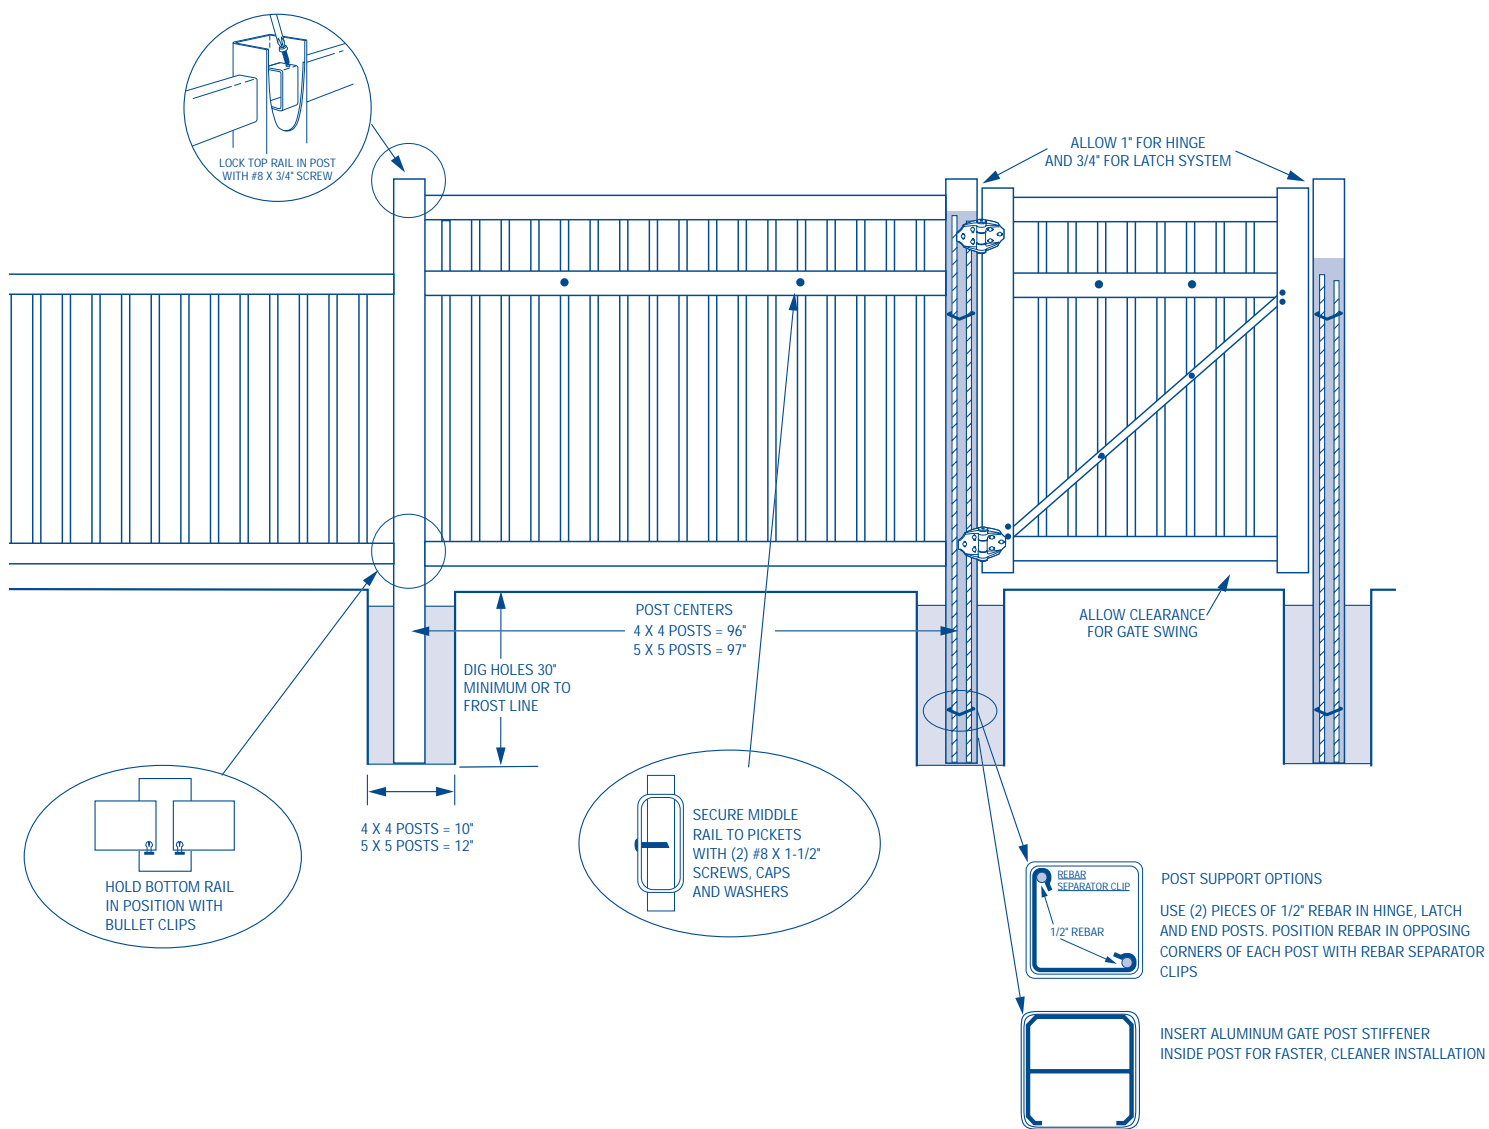 LOCK TOP RAIL IN POST
WITH #8 X 3/4" SCREW
ALLOW 1" FOR HINGE
AND 3/4" FOR LATCH SYSTEM
POST CENTERS
4 X 4 POSTS = 96"
5 X 5 POSTS = 97"
ALLOW CLEARANCE
FOR GATE SWING
DIG HOLES 30"
MINIMUM OR TO
FROST LINE
4 X 4 POSTS = 10"
5 X 5 POSTS = 12"
HOLD BOTTOM RAIL
IN POSITION WITH
BULLET CLIPS
SECURE MIDDLE
RAIL TO PICKETS
WITH (2) #8 X 1-1/2"
SCREWS, CAPS
AND WASHERS
REBAR
SEPARATOR CLIP
1/2" REBAR
POST SUPPORT OPTIONS
USE (2) PIECES OF 1/2" REBAR IN HINGE, LATCH
AND END POSTS. POSITION REBAR IN OPPOSING
CORNERS OF EACH POST WITH REBAR SEPARATOR
CLIPS
INSERT ALUMINUM GATE POST STIFFENER
INSIDE POST FOR FASTER, CLEANER INSTALLATION